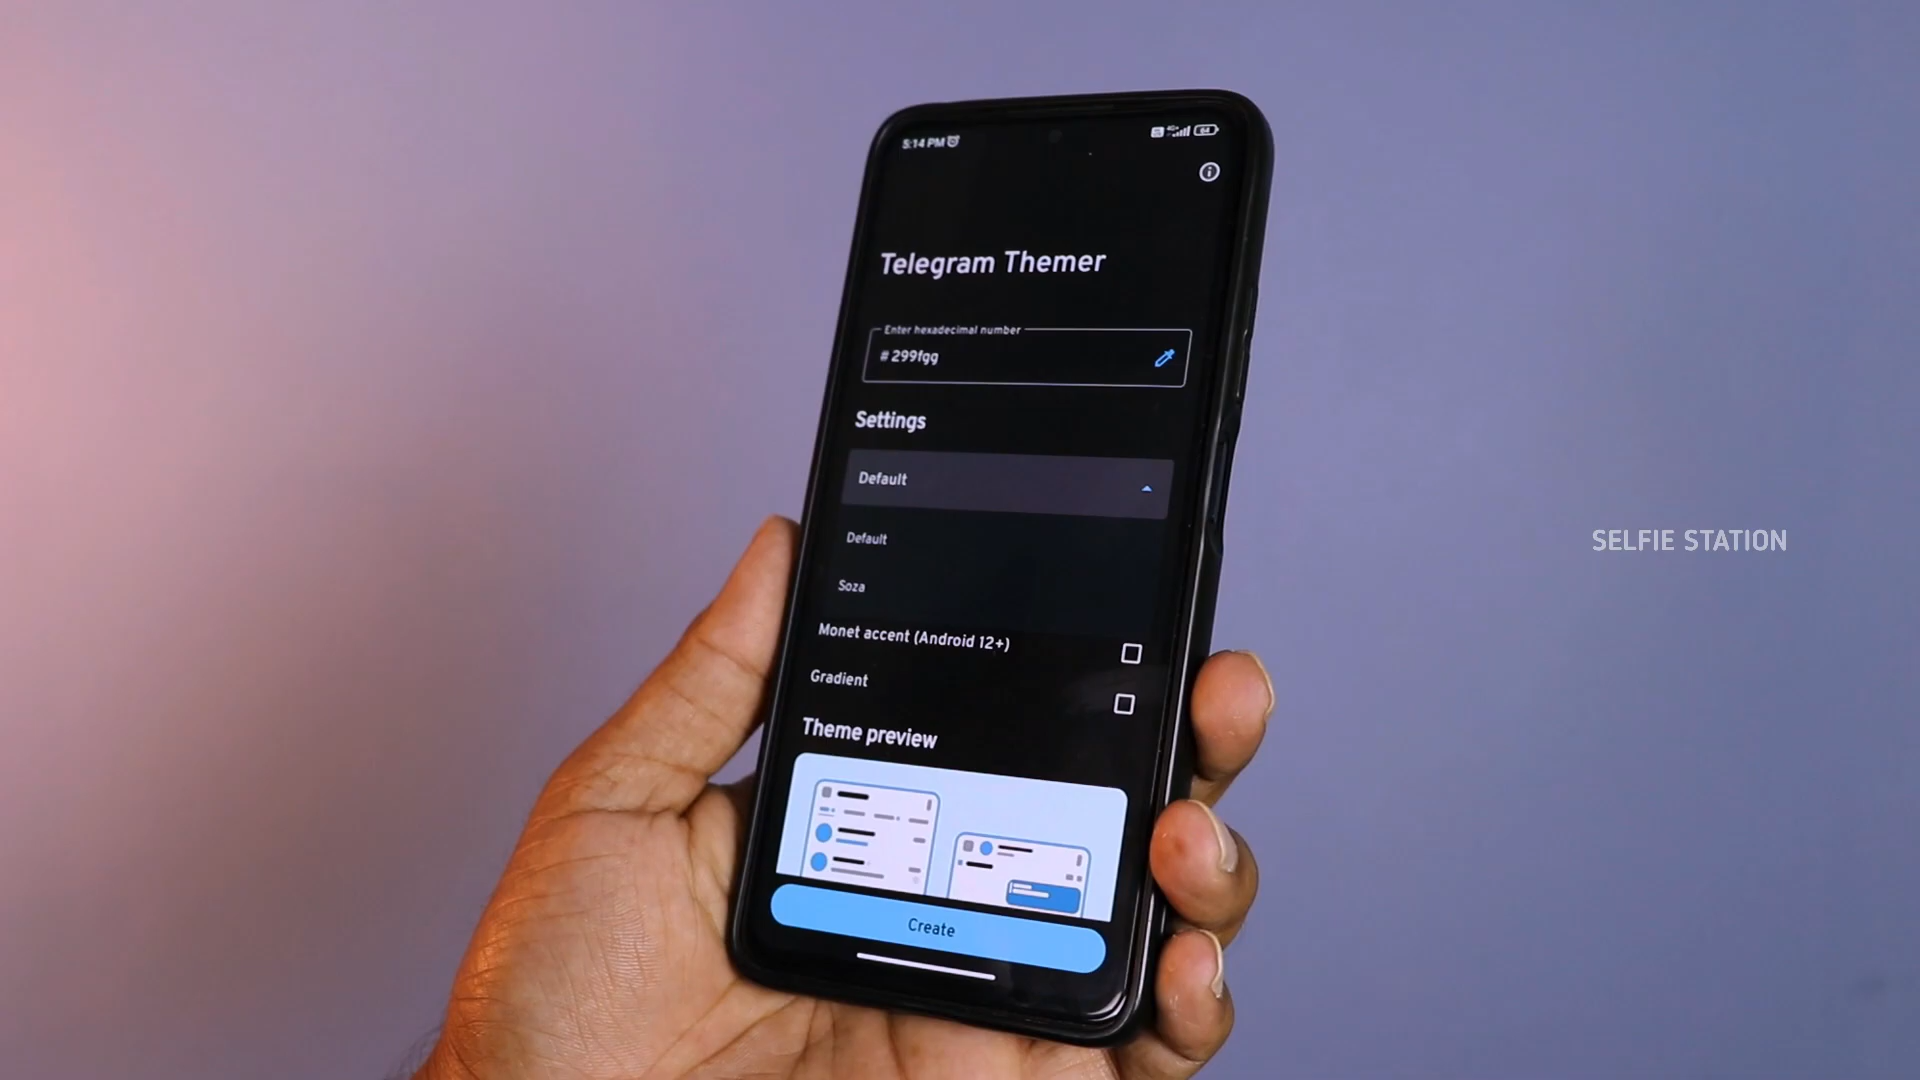 5:14 PM
64
Telegram Themer
Enter hexadecimal number
# 299fgg
Settings
Default
Default
Soza
Monet accent (Android 12+)
Gradient
Theme preview
Create
SELFIE STATION